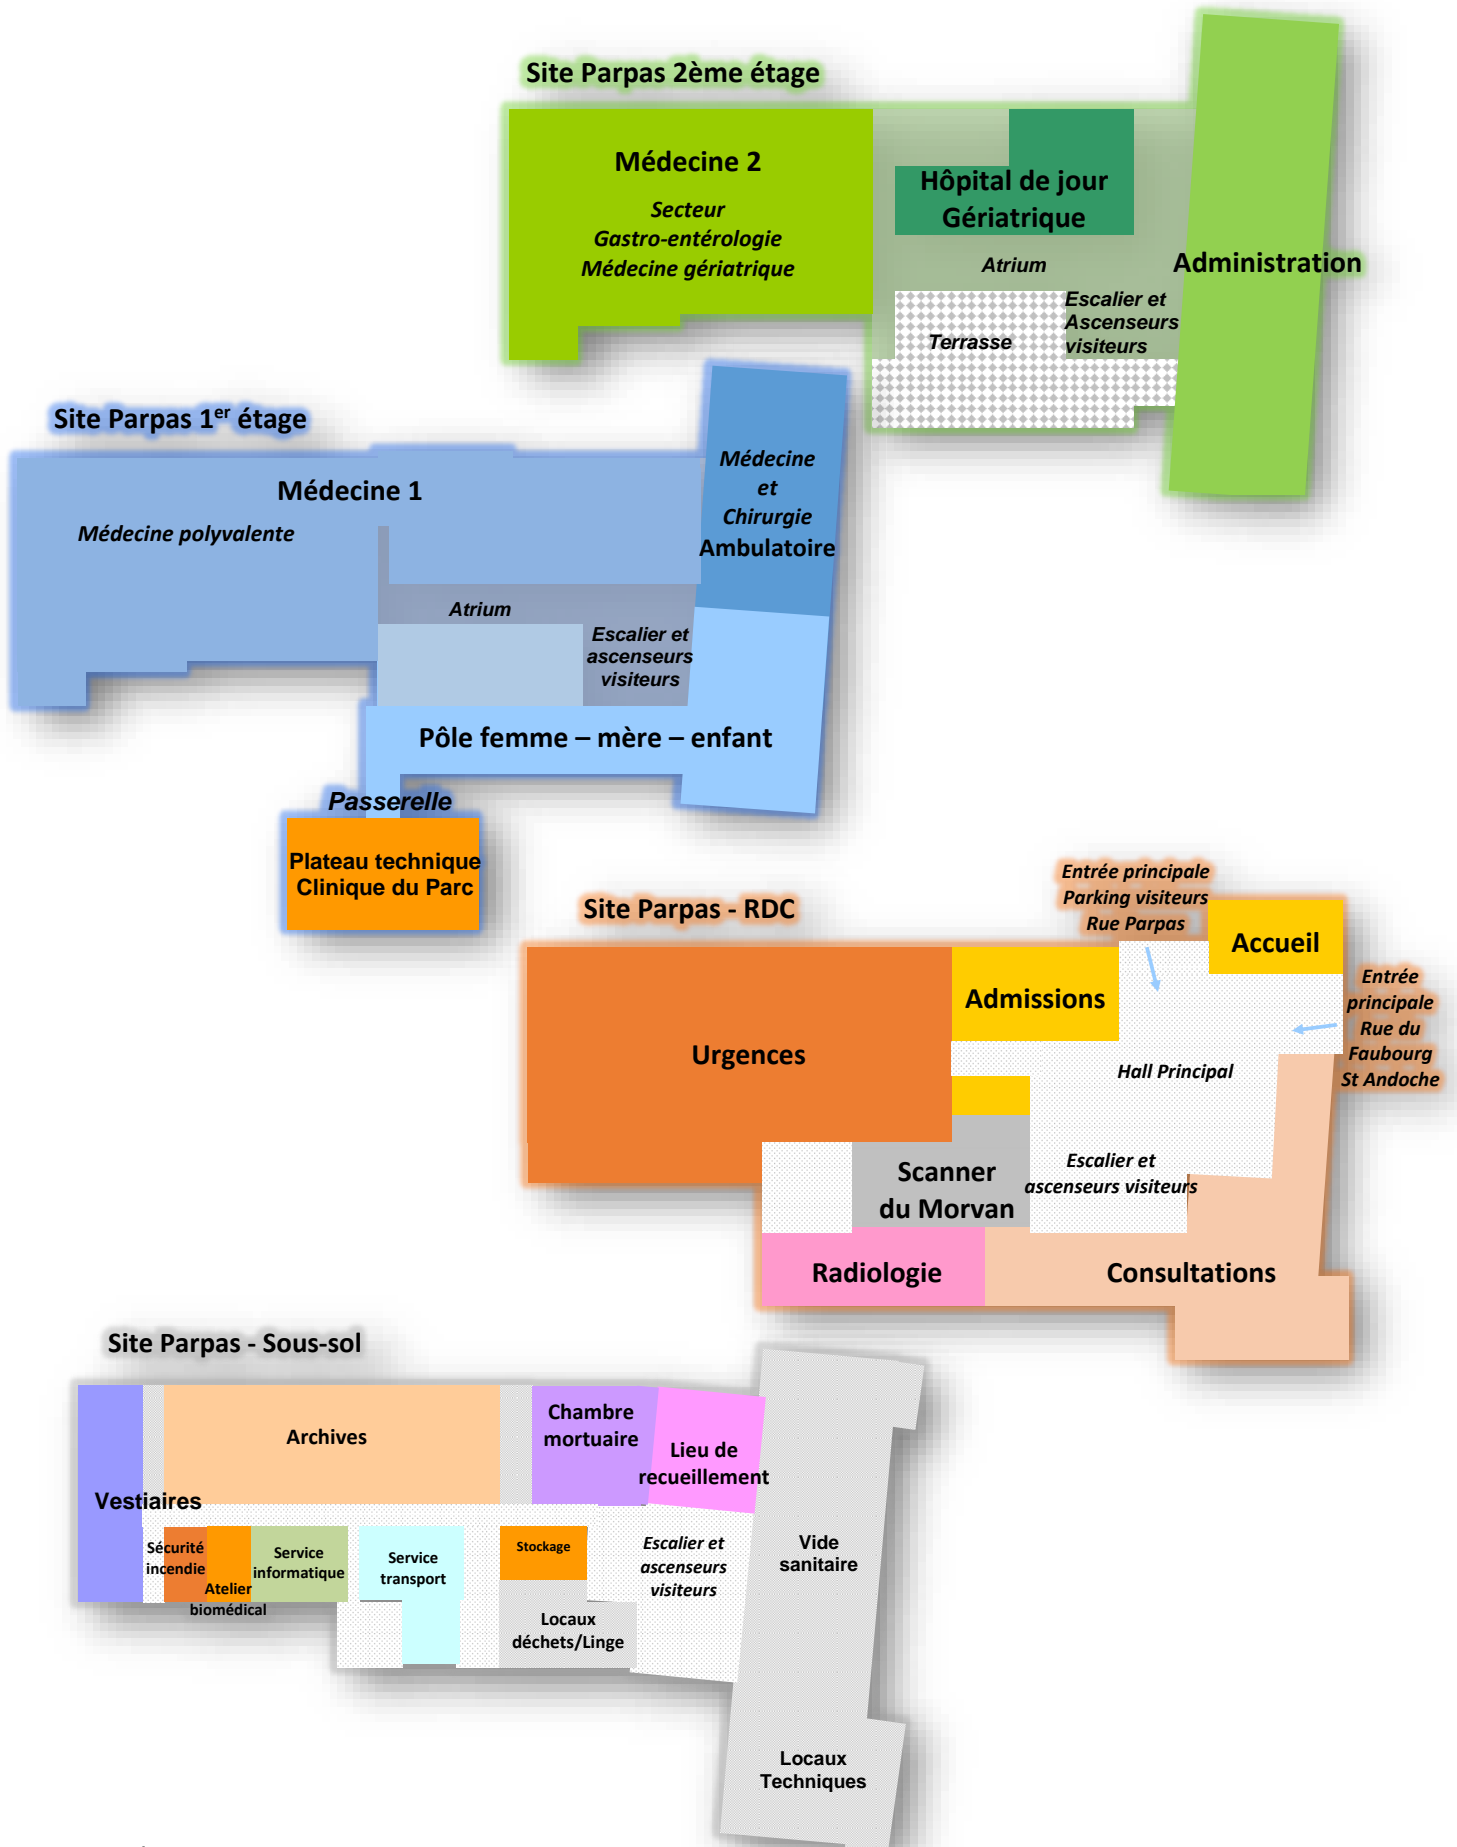 Site Parpas 2ème étage
Médecine 2
Secteur
Gastro-entérologie
Médecine gériatrique
Hôpital de jour
Gériatrique
Atrium
Escalier et
Ascenseurs
visiteurs
Terrasse
Administration
Site Parpas 1er étage
Médecine 1
Médecine polyvalente
Médecine
et
Chirurgie
Ambulatoire
Atrium
Escalier et
ascenseurs
visiteurs
Pôle femme – mère – enfant
Passerelle
Plateau technique
Clinique du Parc
Site Parpas - RDC
Entrée principale
Parking visiteurs
Rue Parpas
Accueil
Admissions
Entrée
principale
Rue du
Faubourg
St Andoche
Urgences
Hall Principal
Scanner
du Morvan
Escalier et
ascenseurs visiteurs
Radiologie
Consultations
Site Parpas - Sous-sol
Archives
Chambre
mortuaire
Lieu de
recueillement
Vestiaires
Sécurité
incendie
Atelier
biomédical
Service
informatique
Service
transport
Stockage
Escalier et
ascenseurs
visiteurs
Vide
sanitaire
Locaux
déchets/Linge
Locaux
Techniques